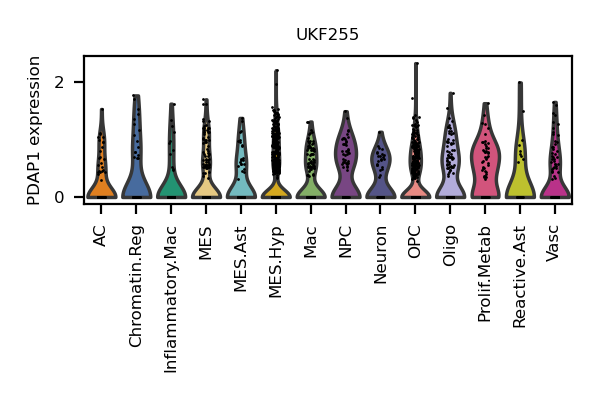 UKF255
PDAP1 expression
2
0
AC
Chromatin.Reg
Inflammatory.Mac
MES
MES.Ast
MES.Hyp
Mac
NPC
Neuron
OPC
Oligo
Prolif.Metab
Reactive.Ast
Vasc